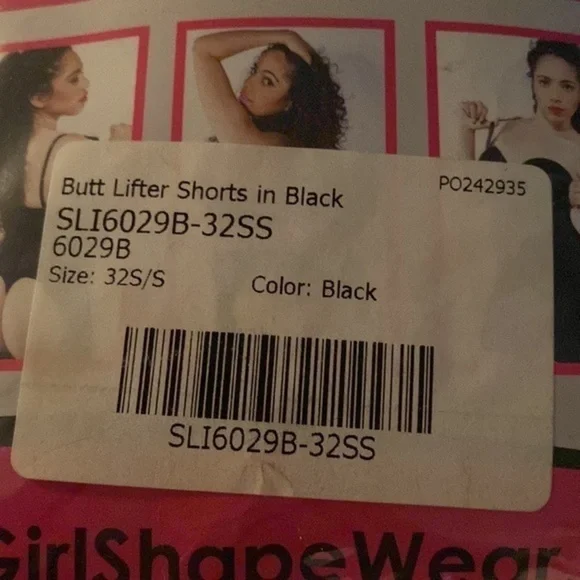 Butt Lifter Shorts in Black
PO242935
SLI6029B-32SS
6029B
Size: 32S/S
Color: Black
SLI6029B-32SS
GirlShapeWear